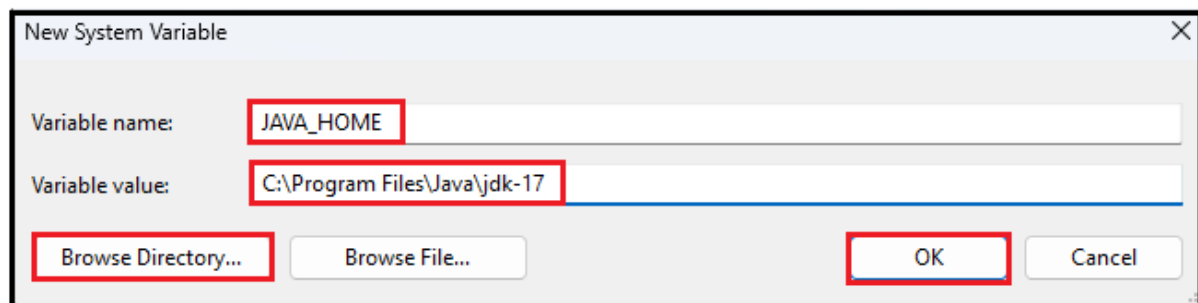 New System Variable
Variable name: JAVA_HOME
Variable value: C:\Program Files\Java\jdk-17
Browse Directory... Browse File... OK Cancel